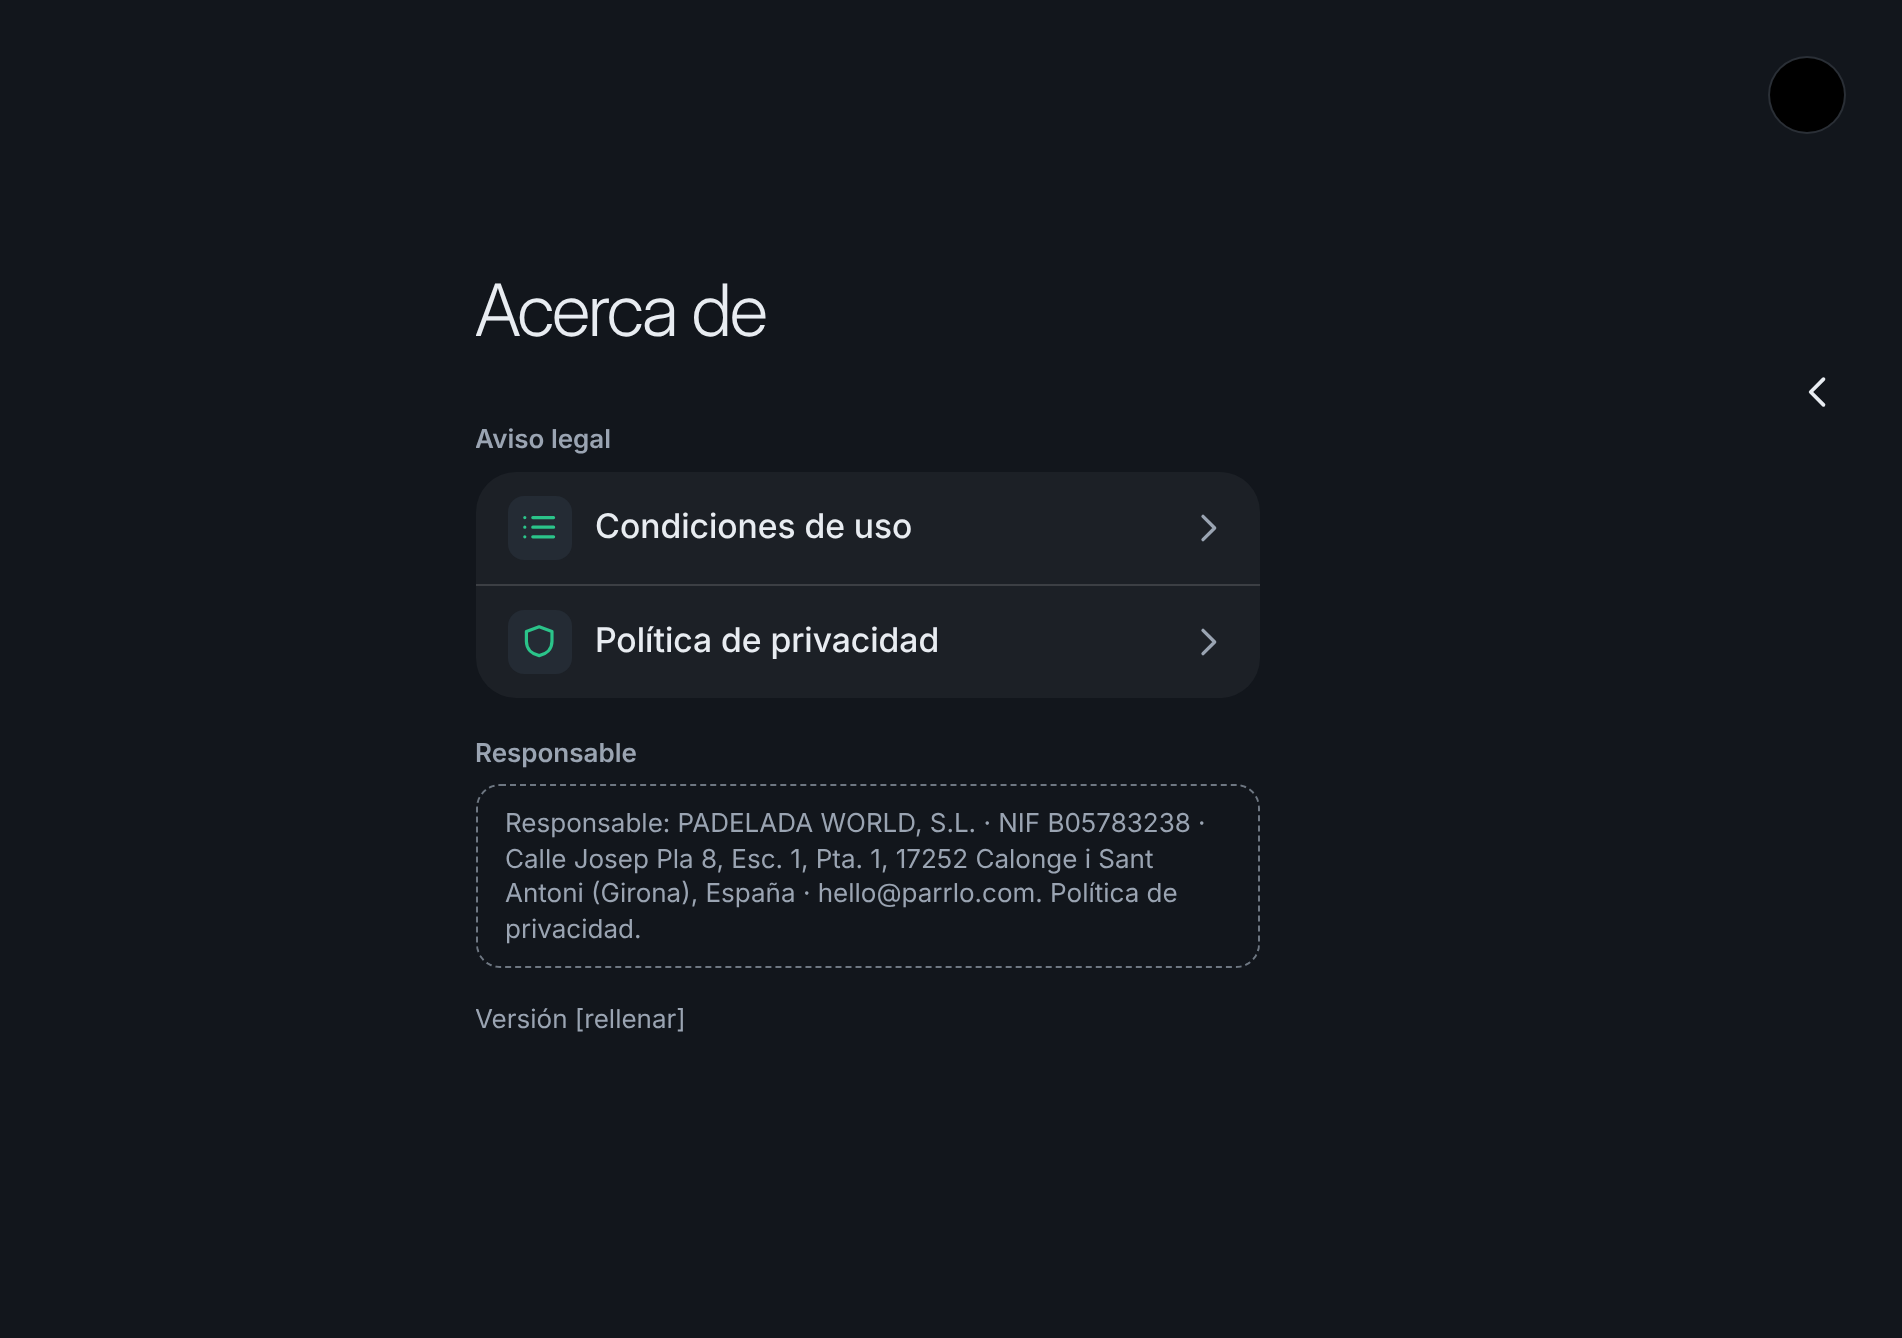 Acerca de
Aviso legal
Condiciones de uso
Política de privacidad
Responsable
Responsable: PADELADA WORLD, S.L. · NIF B05783238 ·
Calle Josep Pla 8, Esc. 1, Pta. 1, 17252 Calonge i Sant
Antoni (Girona), España · hello@parrlo.com. Política de
privacidad.
Versión [rellenar]